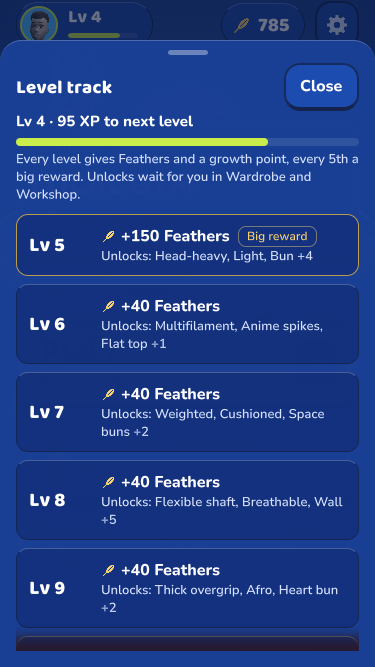 Lv 4
785
Level track
Close
Lv 4 · 95 XP to next level
Every level gives Feathers and a growth point, every 5th a
big reward. Unlocks wait for you in Wardrobe and
Workshop.
Lv 5
+150 Feathers
Big reward
Unlocks: Head-heavy, Light, Bun +4
Lv 6
+40 Feathers
Unlocks: Multifilament, Anime spikes,
Flat top +1
Lv 7
+40 Feathers
Unlocks: Weighted, Cushioned, Space
buns +2
Lv 8
+40 Feathers
Unlocks: Flexible shaft, Breathable, Wall
+5
Lv 9
+40 Feathers
Unlocks: Thick overgrip, Afro, Heart bun
+2